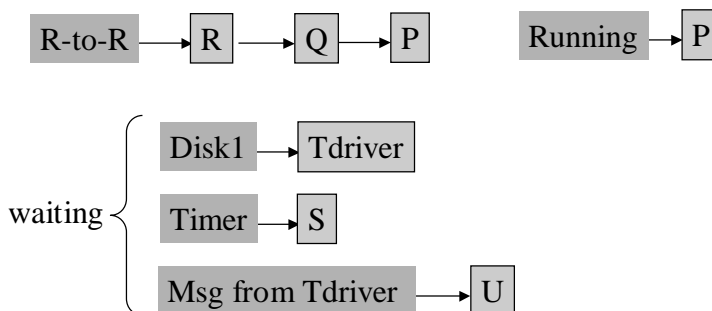 R-to-R R Q P Running P
Disk1 Tdriver
waiting Timer S
Msg from Tdriver U